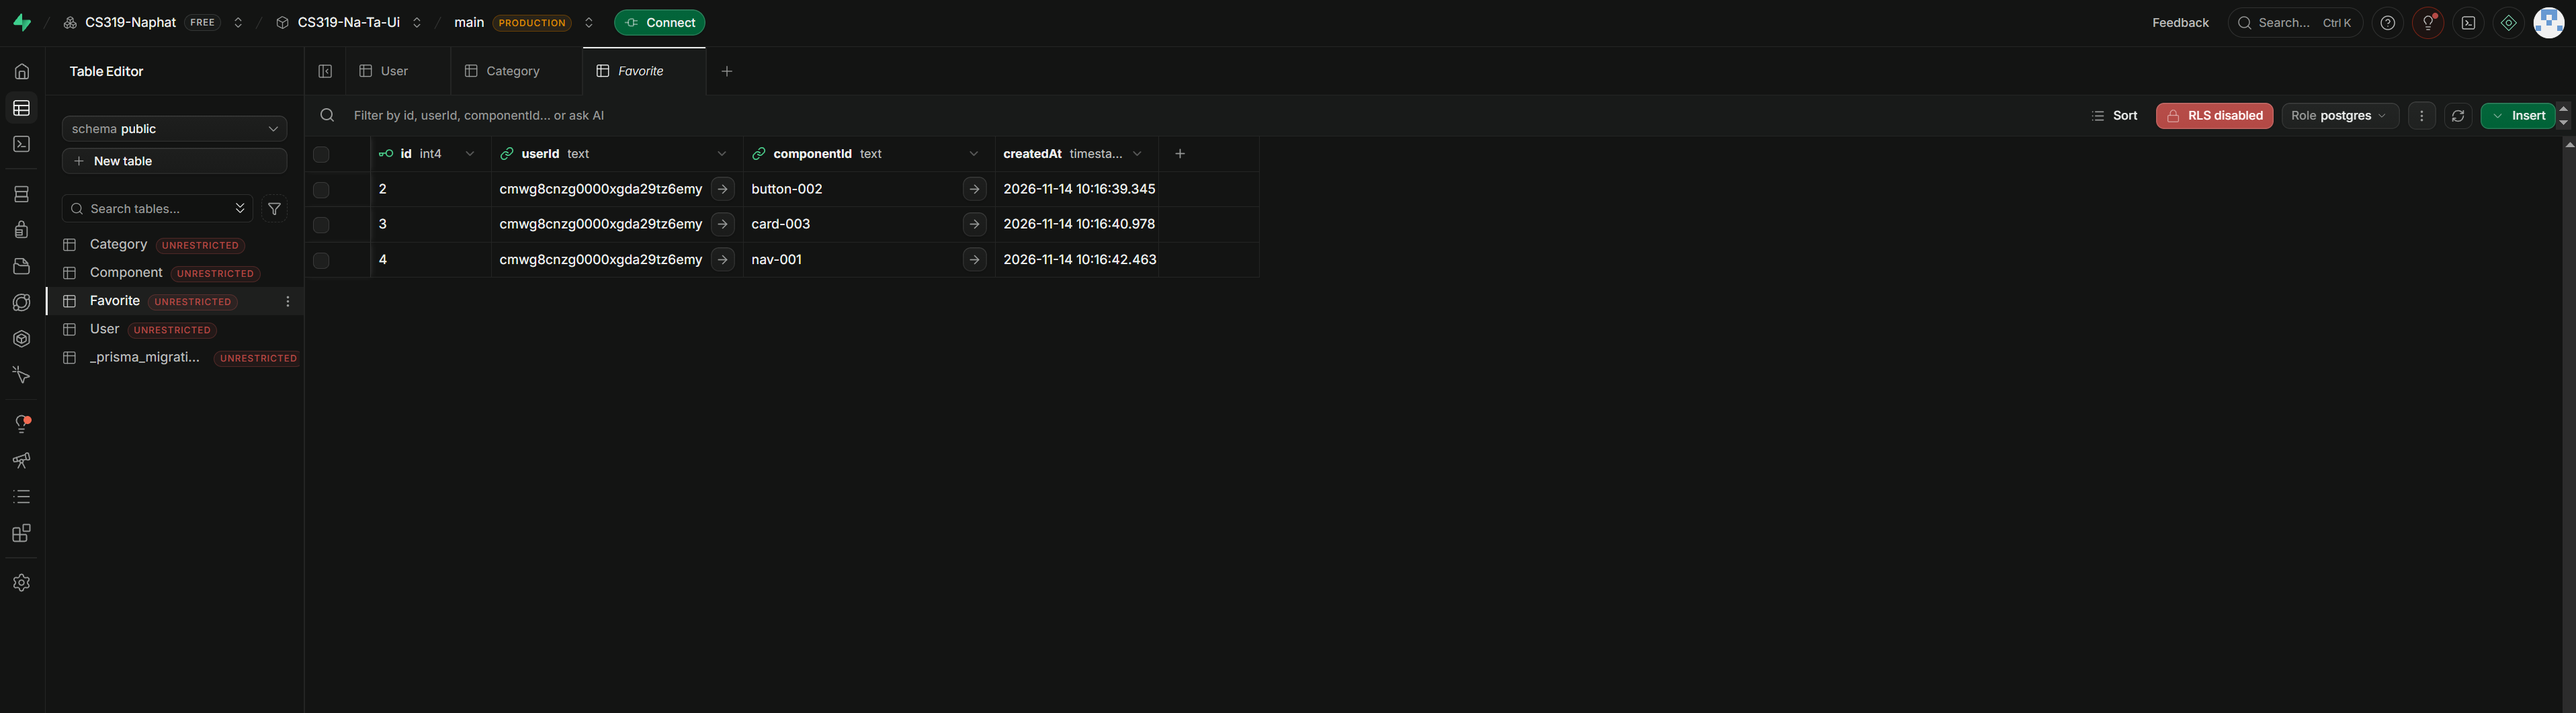 CS319-Naphat FREE / CS319-Na-Ta-Ui / main PRODUCTION Connect Feedback Search... Ctrl K
Table Editor
User Category Favorite
schema public
New table
Search tables...
Category UNRESTRICTED
Component UNRESTRICTED
Favorite UNRESTRICTED
User UNRESTRICTED
_prisma_migrati... UNRESTRICTED
Filter by id, userId, componentId... or ask AI Sort RLS disabled Role postgres Insert
id int4 userId text componentId text createdAt timesta...
2 cmwg8cnzg0000xgda29tz6emy button-002 2026-11-14 10:16:39.345
3 cmwg8cnzg0000xgda29tz6emy card-003 2026-11-14 10:16:40.978
4 cmwg8cnzg0000xgda29tz6emy nav-001 2026-11-14 10:16:42.463